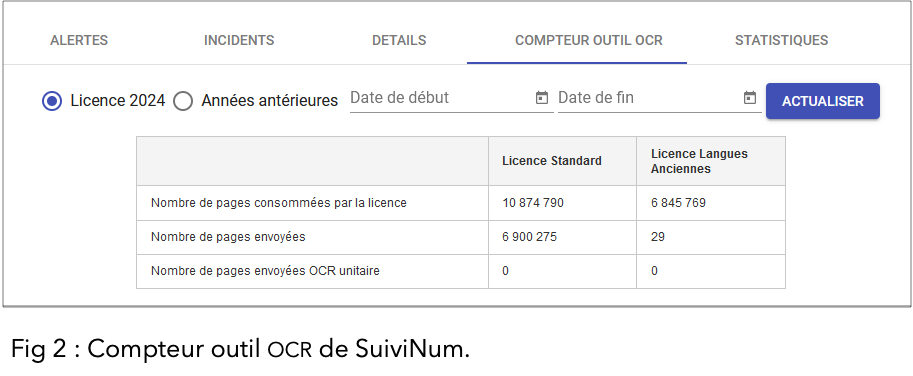 ALERTES INCIDENTS DETAILS COMPTEUR OUTIL OCR STATISTIQUES
Licence 2024 Années antérieures Date de début Date de fin ACTUALISER
Licence Standard Licence Langues Anciennes
Nombre de pages consommées par la licence 10 874 790 6 845 769
Nombre de pages envoyées 6 900 275 29
Nombre de pages envoyées OCR unitaire 0 0
Fig 2 : Compteur outil OCR de SuiviNum.